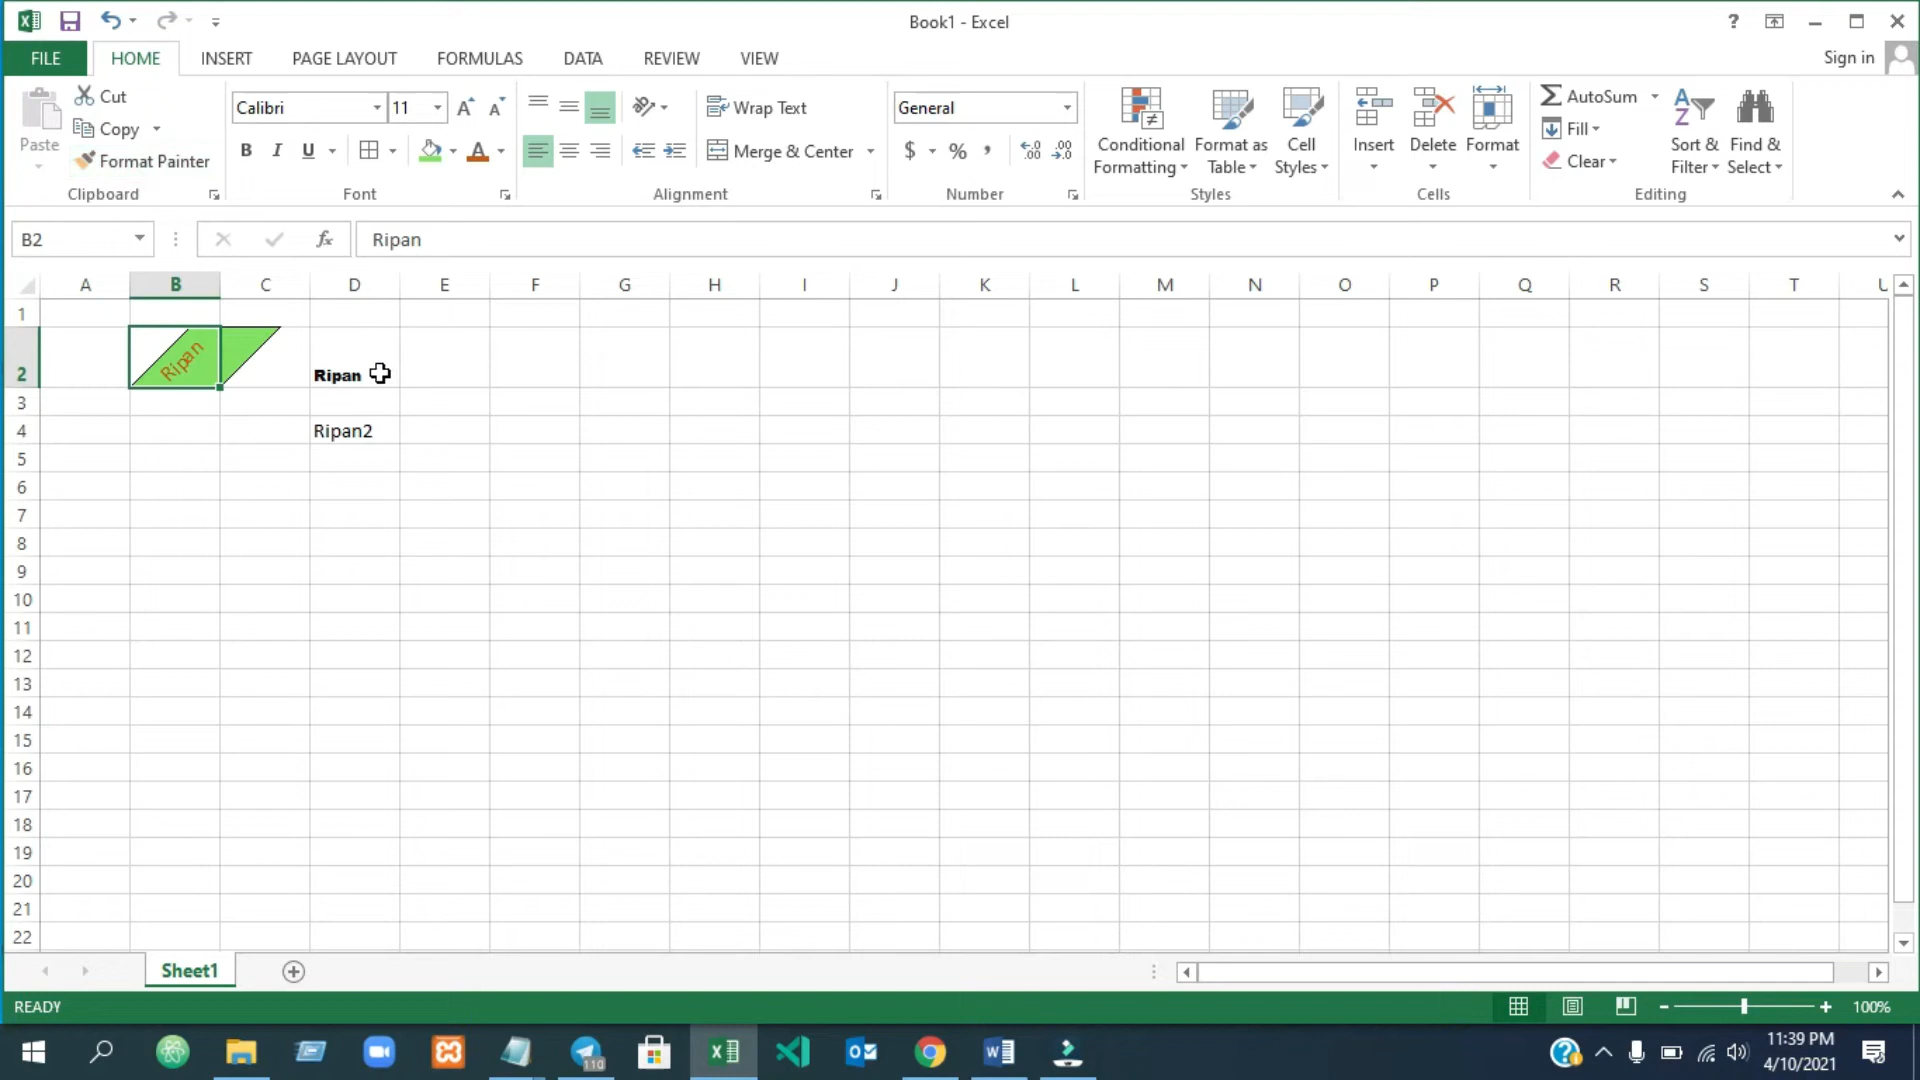 Book1 - Excel
?
FILE HOME INSERT PAGE LAYOUT FORMULAS DATA REVIEW VIEW Sign in
Paste
Cut
Copy
Format Painter
Clipboard
Calibri 11
B I U
Font
Wrap Text
Merge & Center
Alignment
General
$ % ,
Number
Conditional Formatting
Format as Table
Cell Styles
Styles
Insert
Delete
Format
Cells
AutoSum
Fill
Clear
Sort & Filter
Find & Select
Editing
B2 fx Ripan
A B C D E F G H I J K L M N O P Q R S T U
1
2 Ripan Ripan
3
4 Ripan2
5
6
7
8
9
10
11
12
13
14
15
16
17
18
19
20
21
22
Sheet1
READY 100%
110
11:39 PM
4/10/2021